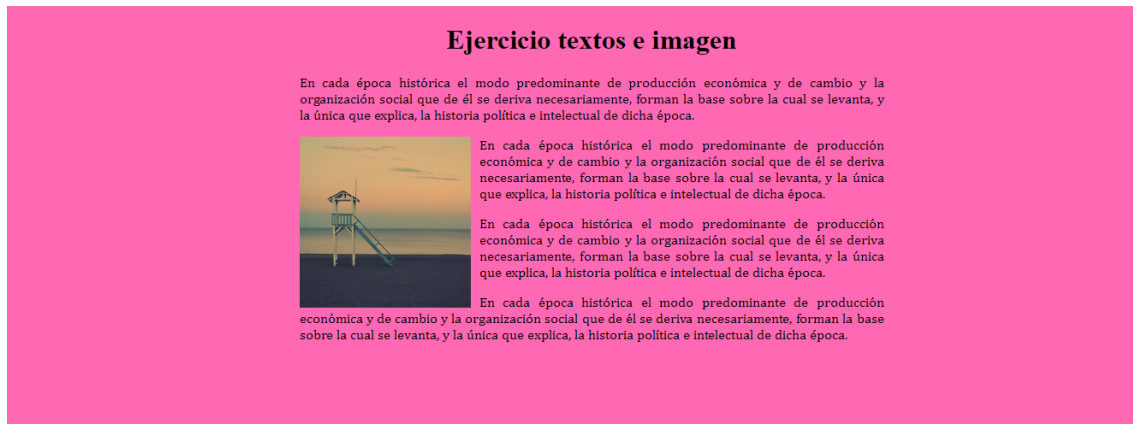 Ejercicio textos e imagen
En cada época histórica el modo predominante de producción económica y de cambio y la
organización social que de él se deriva necesariamente, forman la base sobre la cual se levanta, y
la única que explica, la historia política e intelectual de dicha época.
En cada época histórica el modo predominante de producción
económica y de cambio y la organización social que de él se deriva
necesariamente, forman la base sobre la cual se levanta, y la única
que explica, la historia política e intelectual de dicha época.
En cada época histórica el modo predominante de producción
económica y de cambio y la organización social que de él se deriva
necesariamente, forman la base sobre la cual se levanta, y la única
que explica, la historia política e intelectual de dicha época.
En cada época histórica el modo predominante de producción
económica y de cambio y la organización social que de él se deriva necesariamente, forman la base
sobre la cual se levanta, y la única que explica, la historia política e intelectual de dicha época.